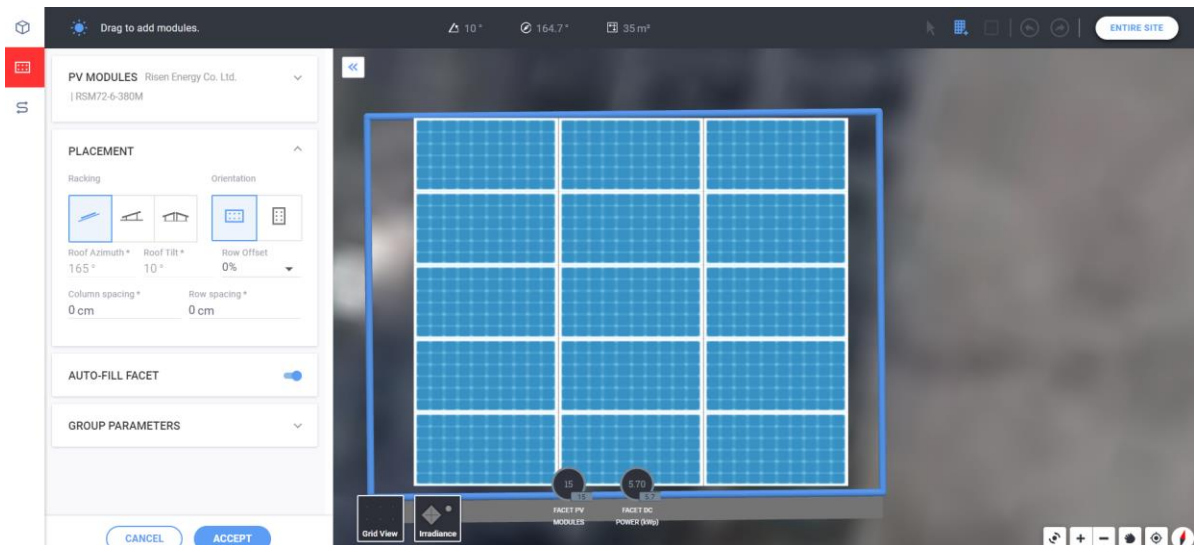 Drag to add modules.
10°
164.7°
35 m²
ENTIRE SITE
PV MODULES Risen Energy Co. Ltd.
| RSM72-6-380M
PLACEMENT
Racking
Orientation
Roof Azimuth *
Roof Tilt *
Row Offset
165°
10°
0%
Column spacing *
Row spacing *
0 cm
0 cm
AUTO-FILL FACET
GROUP PARAMETERS
CANCEL
ACCEPT
Grid View
Irradiance
15
15
FACET PV
MODULES
5.70
5.7
FACET DC
POWER (kWp)